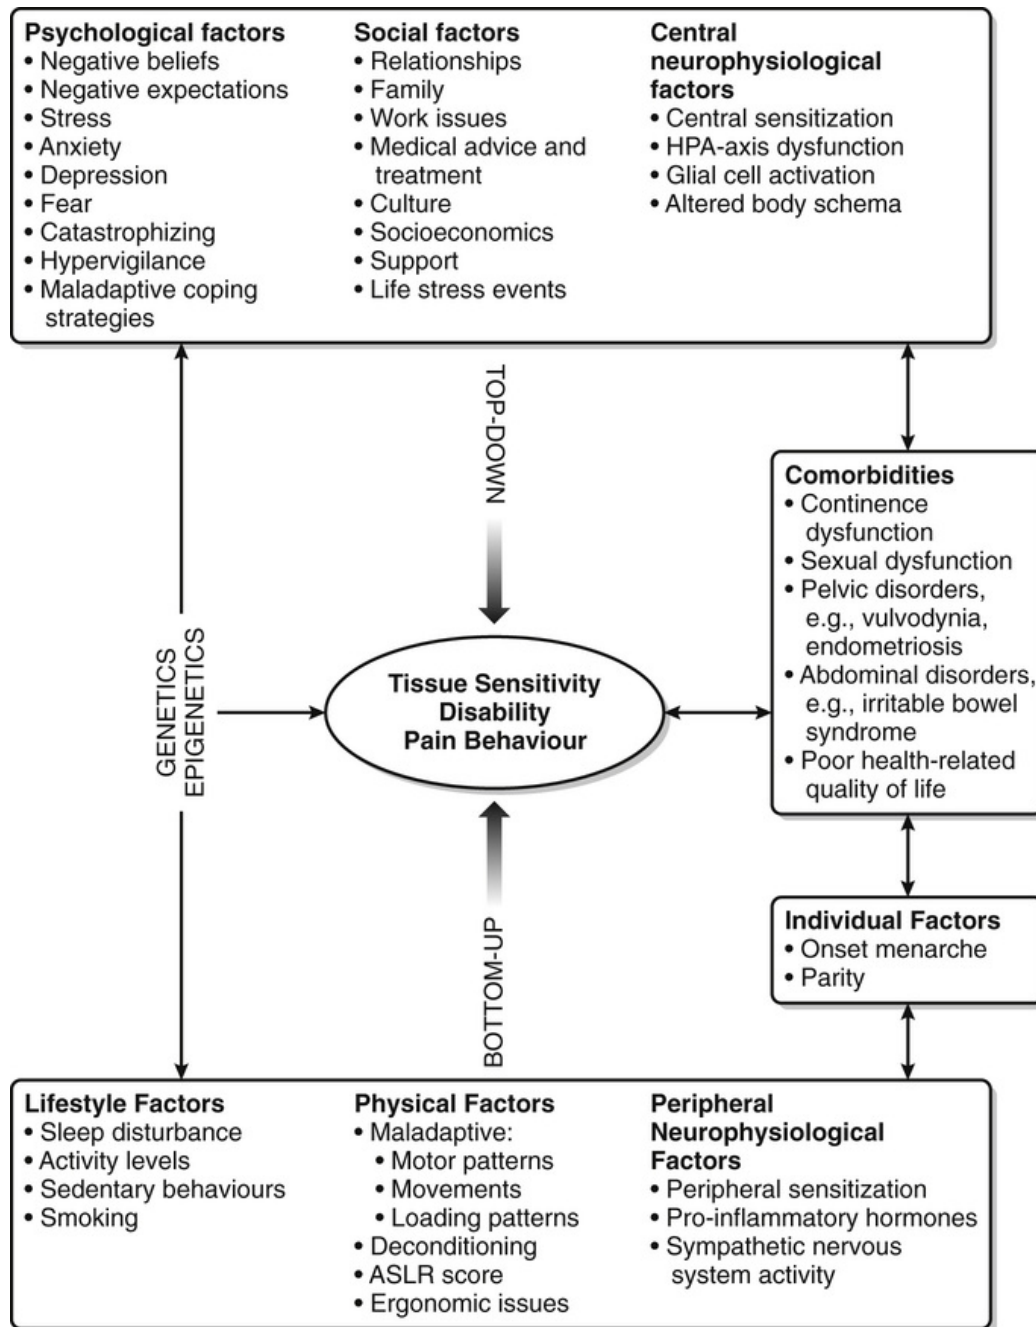 Psychological factors
• Negative beliefs
• Negative expectations
• Stress
• Anxiety
• Depression
• Fear
• Catastrophizing
• Hypervigilance
• Maladaptive coping
strategies
Social factors
• Relationships
• Family
• Work issues
• Medical advice and
treatment
• Culture
• Socioeconomics
• Support
• Life stress events
Central
neurophysiological
factors
• Central sensitization
• HPA-axis dysfunction
• Glial cell activation
• Altered body schema
TOP-DOWN
Comorbidities
• Continence
dysfunction
• Sexual dysfunction
• Pelvic disorders,
e.g., vulvodynia,
endometriosis
• Abdominal disorders,
e.g., irritable bowel
syndrome
• Poor health-related
quality of life
GENETICS
EPIGENETICS
Tissue Sensitivity
Disability
Pain Behaviour
Individual Factors
• Onset menarche
• Parity
BOTTOM-UP
Lifestyle Factors
• Sleep disturbance
• Activity levels
• Sedentary behaviours
• Smoking
Physical Factors
• Maladaptive:
• Motor patterns
• Movements
• Loading patterns
• Deconditioning
• ASLR score
• Ergonomic issues
Peripheral
Neurophysiological
Factors
• Peripheral sensitization
• Pro-inflammatory hormones
• Sympathetic nervous
system activity